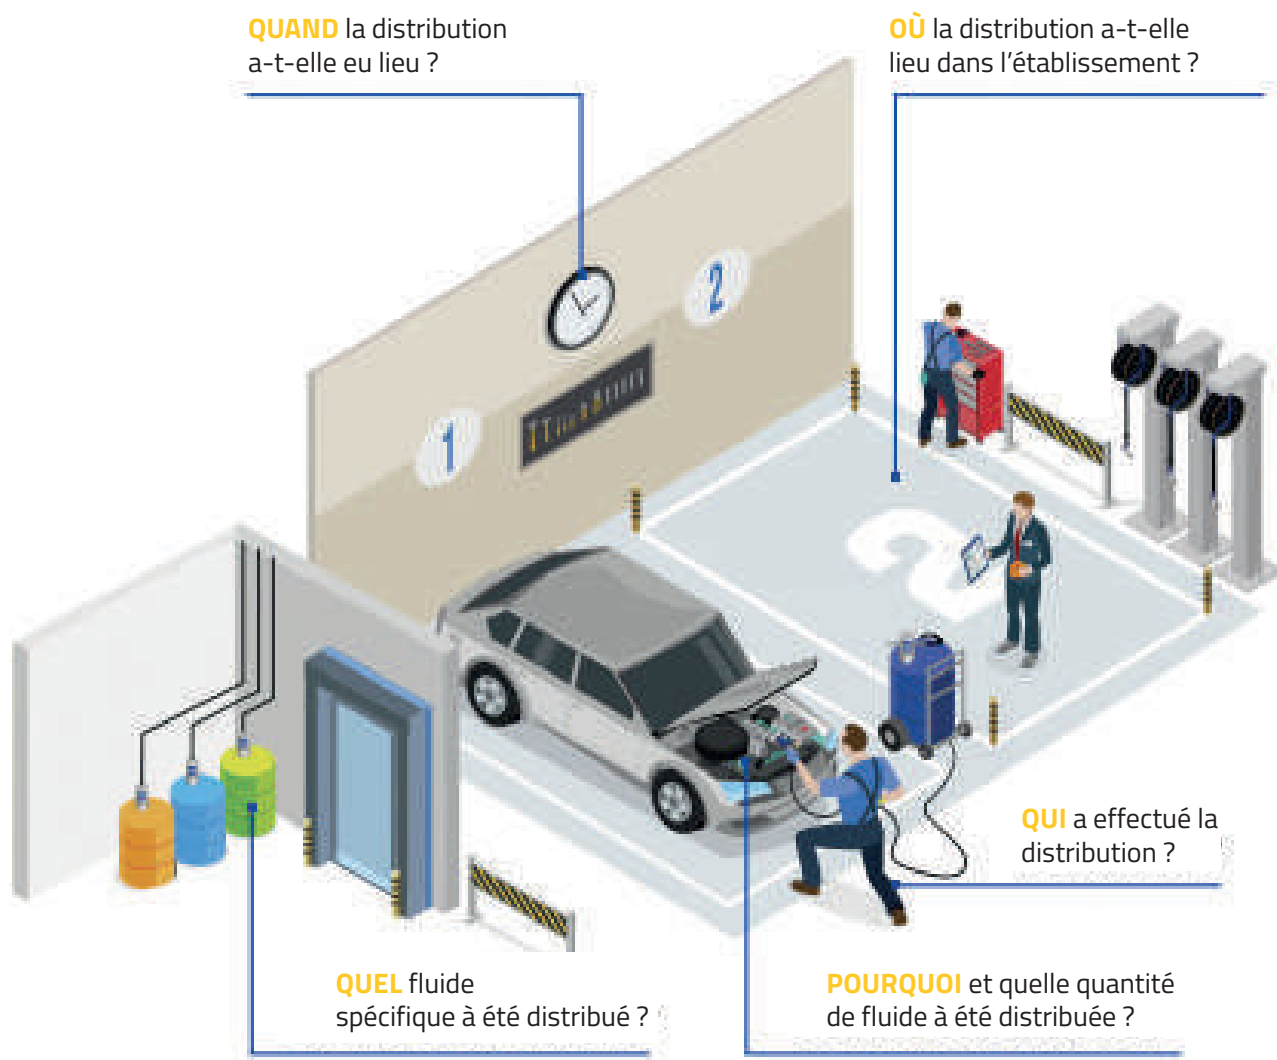 QUAND la distribution
a-t-elle eu lieu ?
OÙ la distribution a-t-elle
lieu dans l'établissement ?
2
1
2
QUI a effectué la
distribution ?
QUEL fluide
spécifique à été distribué ?
POURQUOI et quelle quantité
de fluide à été distribuée ?